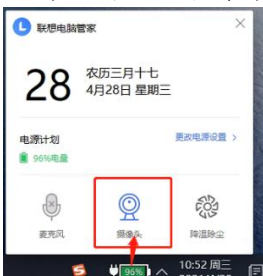 联想电脑管家
28
农历三月十七
4月28日 星期三
电源计划
更改电源设置 >
96%电量
麦克风
摄像头
降温除尘
96%
10:52 周三